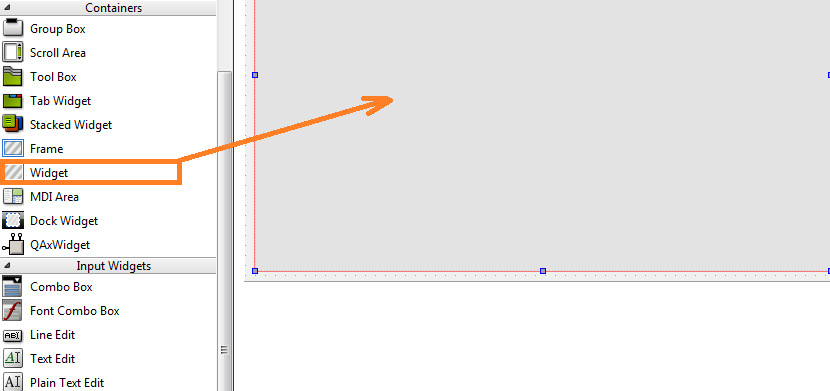 Containers
Group Box
Scroll Area
Tool Box
Tab Widget
Stacked Widget
Frame
Widget
MDI Area
Dock Widget
QAxWidget
Input Widgets
Combo Box
Font Combo Box
Line Edit
Text Edit
Plain Text Edit